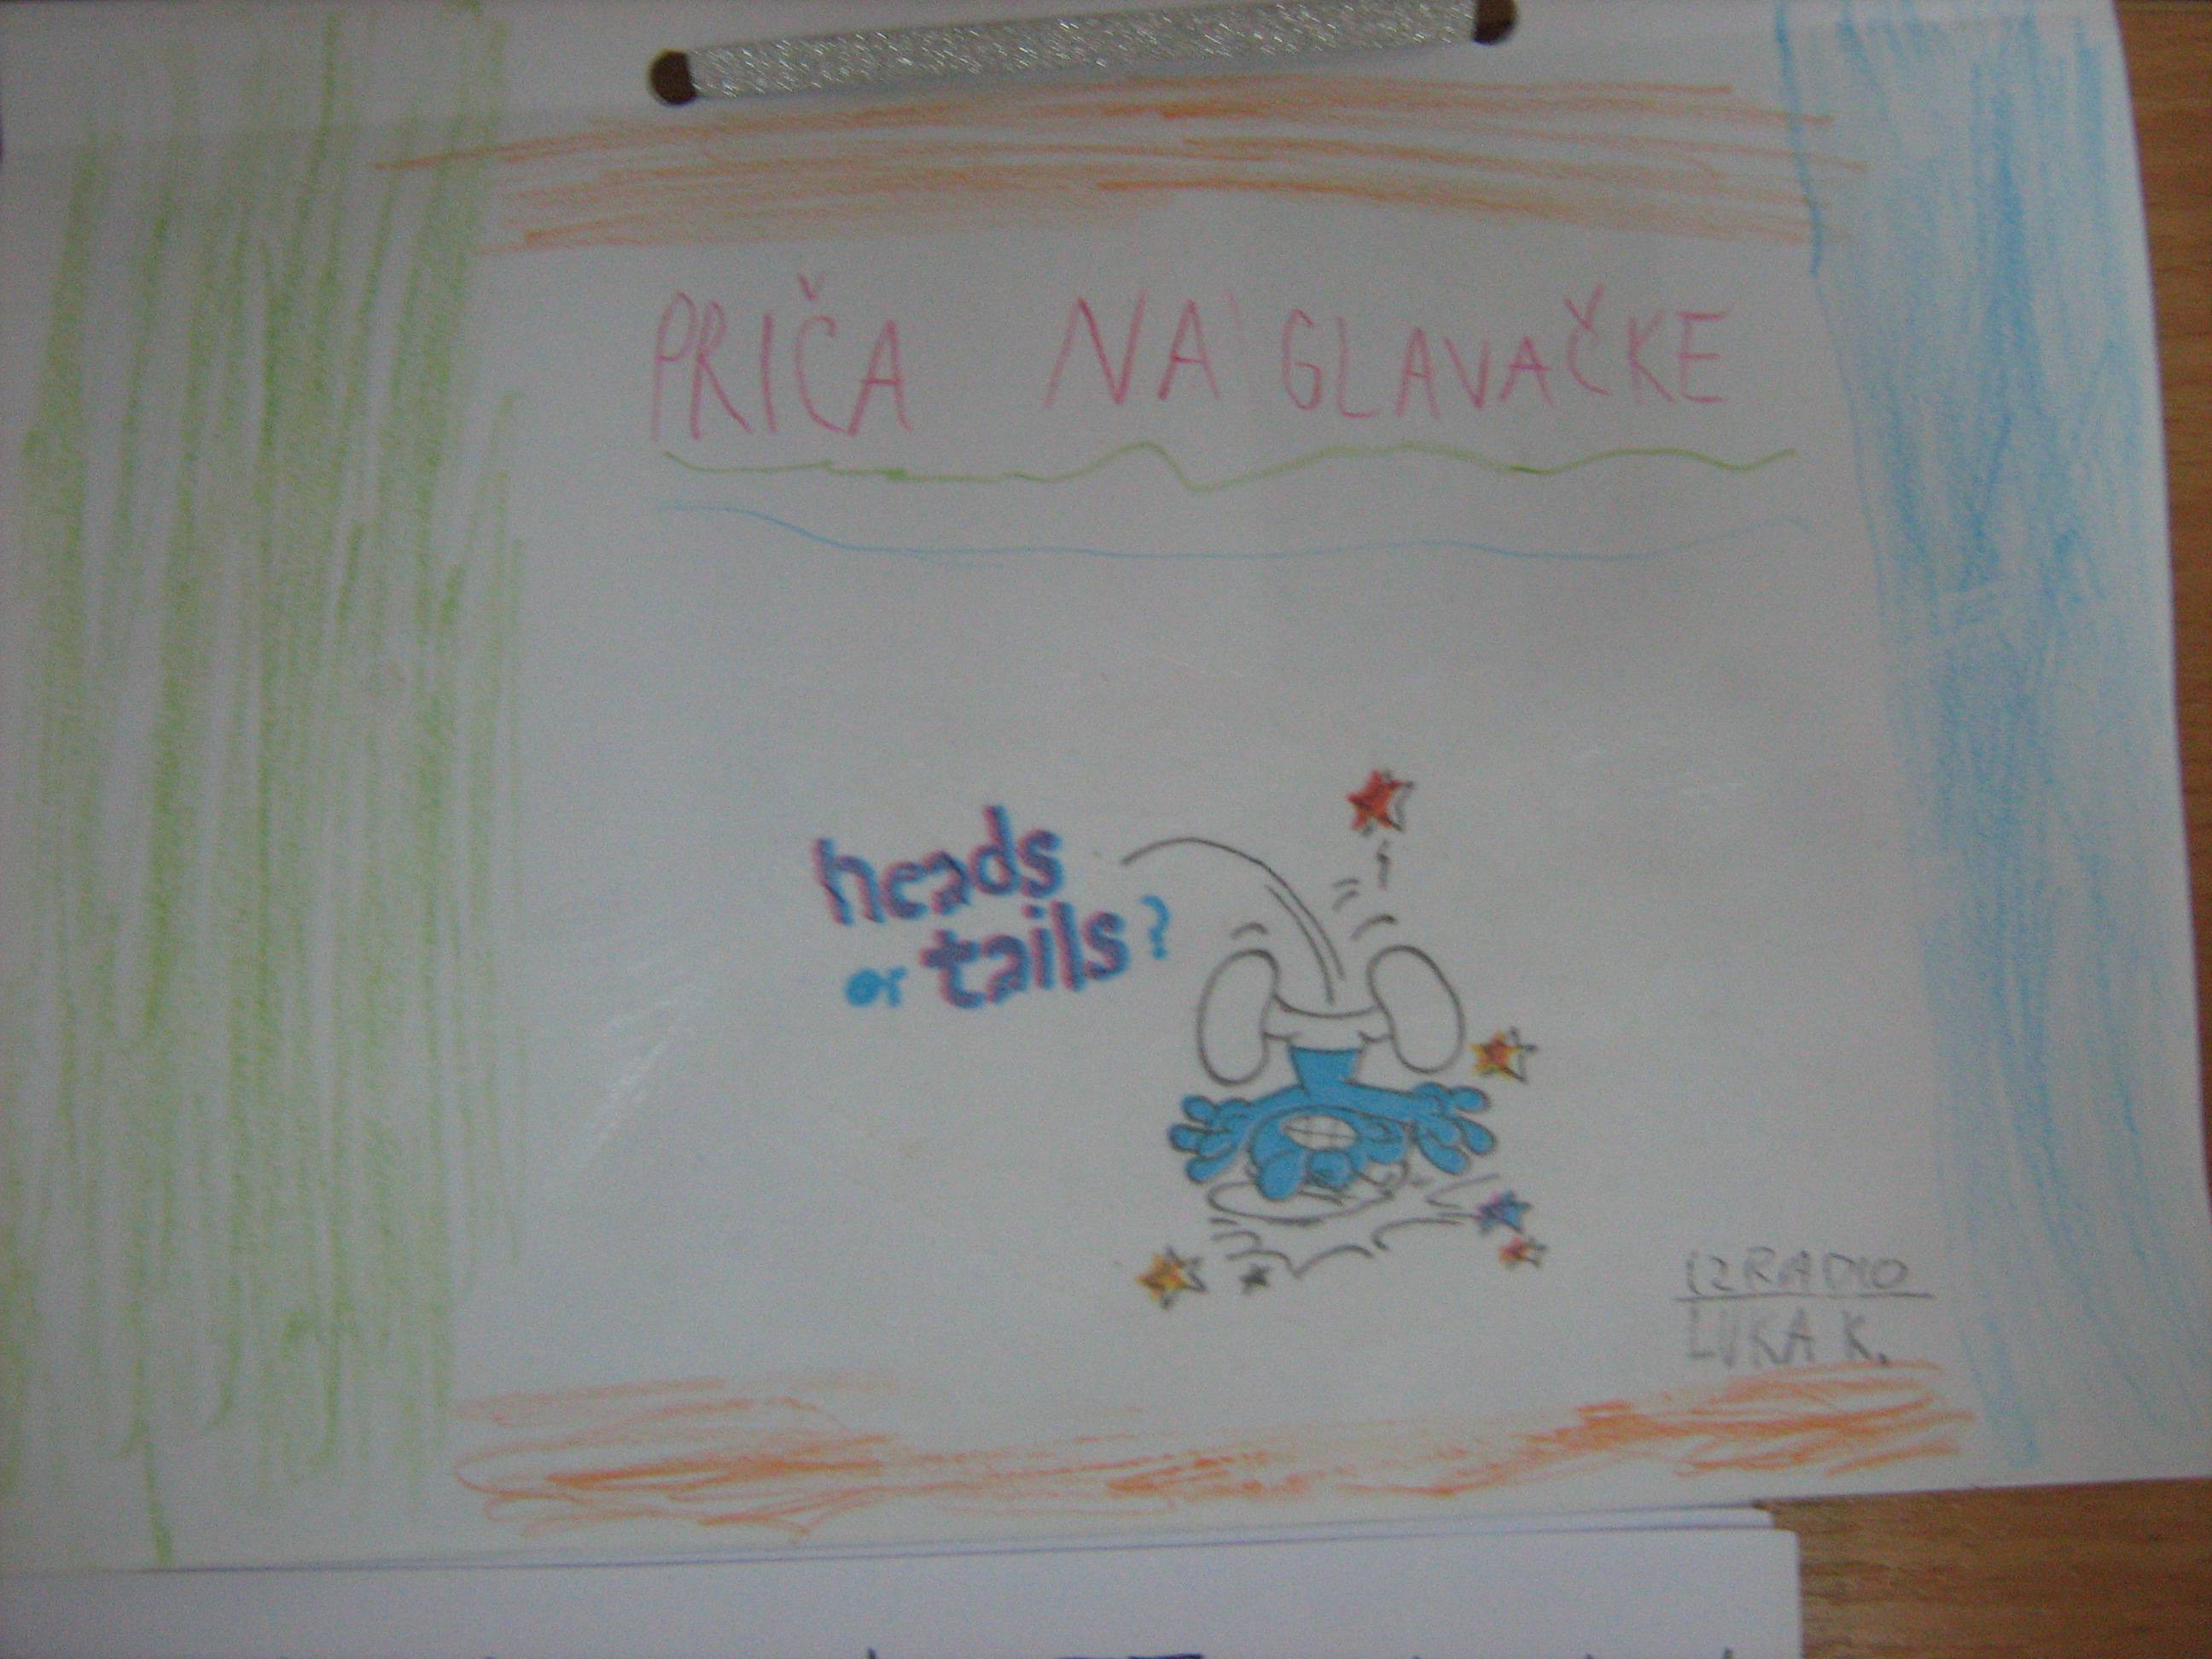 PRIČA NA GLAVAČKE
heads
or tails?
IZRADIO
LUKA K.